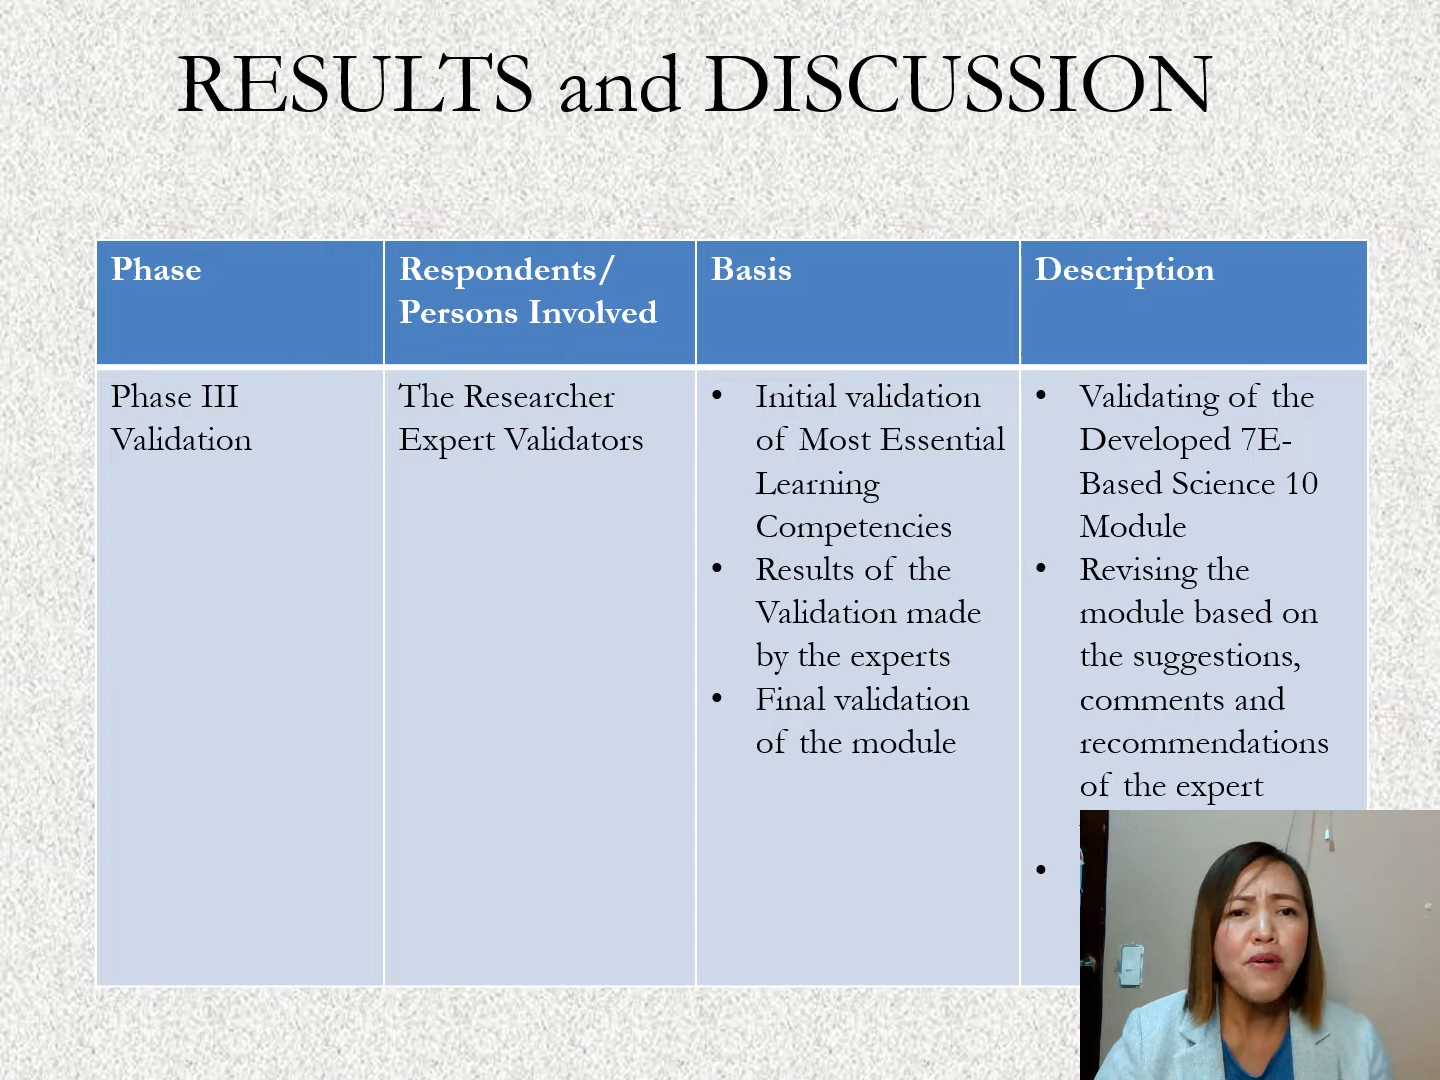 RESULTS and DISCUSSION
Phase
Respondents/
Persons Involved
Basis
Description
Phase III
Validation
The Researcher
Expert Validators
• Initial validation
of Most Essential
Learning
Competencies
• Results of the
Validation made
by the experts
• Final validation
of the module
• Validating of the
Developed 7E-
Based Science 10
Module
• Revising the
module based on
the suggestions,
comments and
recommendations
of the expert
•